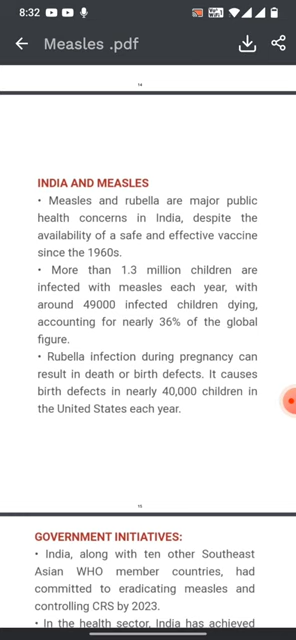 8:32
Measles .pdf
14
INDIA AND MEASLES
• Measles and rubella are major public
health concerns in India, despite the
availability of a safe and effective vaccine
since the 1960s.
• More than 1.3 million children are
infected with measles each year, with
around 49000 infected children dying,
accounting for nearly 36% of the global
figure.
• Rubella infection during pregnancy can
result in death or birth defects. It causes
birth defects in nearly 40,000 children in
the United States each year.
15
GOVERNMENT INITIATIVES:
• India, along with ten other Southeast
Asian WHO member countries, had
committed to eradicating measles and
controlling CRS by 2023.
• In the health sector, India has achieved